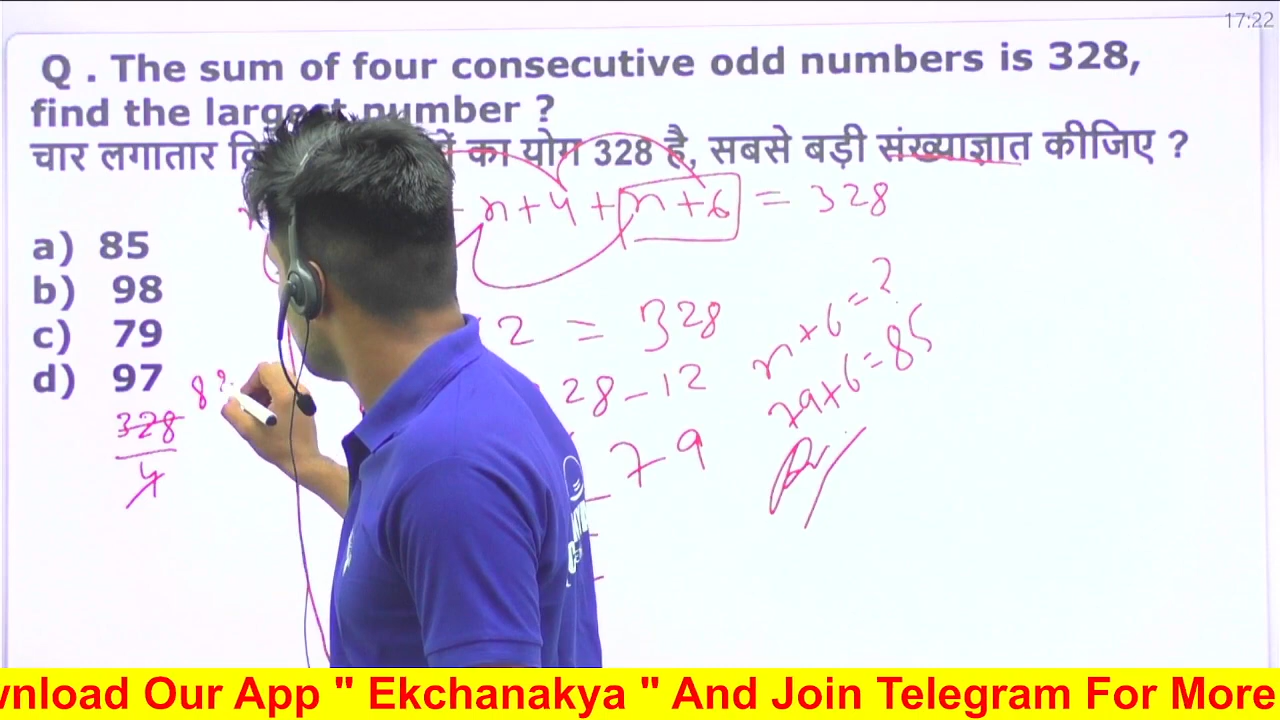 17:22
Q . The sum of four consecutive odd numbers is 328,
find the largest number ?
चार लगातार का योग 328 है, सबसे बड़ी संख्याज्ञात कीजिए ?
n + 4 + n + 6 = 328
a) 85
b) 98
c) 79
d) 97
2 = 328
28 - 12
79
n + 6 = ?
79 + 6 = 85
328
4
8
Download Our App " Ekchanakya " And Join Telegram For More